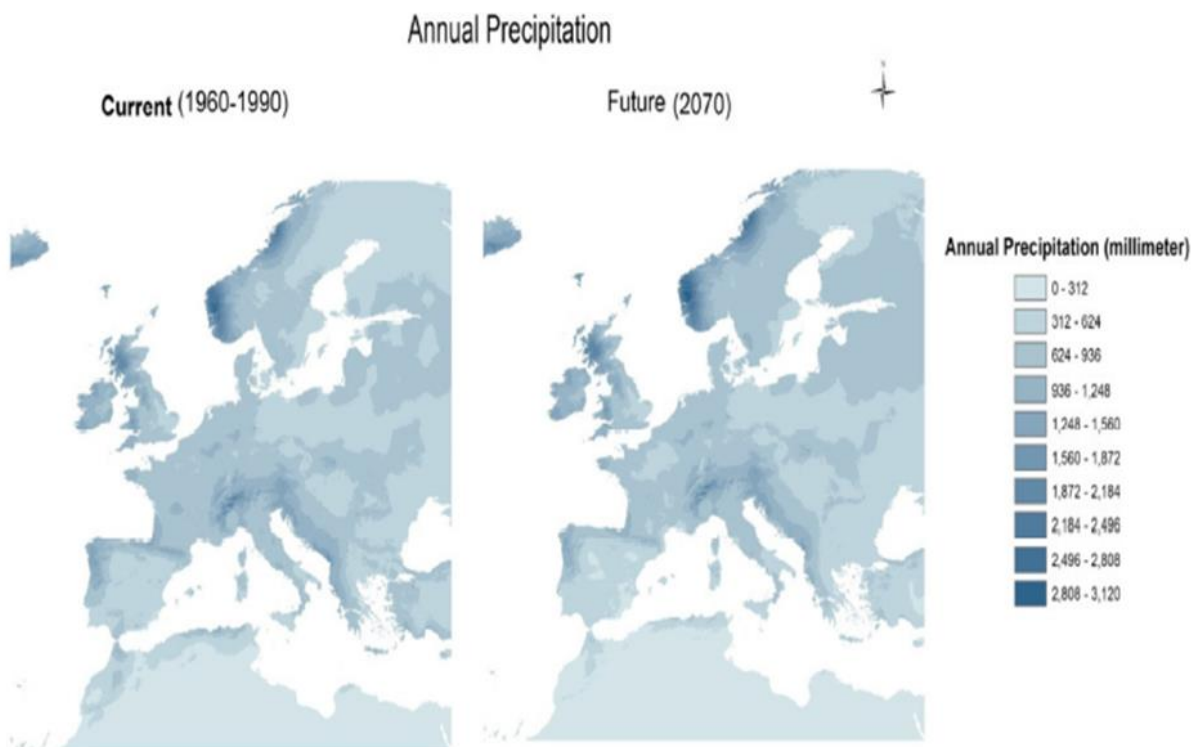 Annual Precipitation
Current (1960-1990)
Future (2070)
Annual Precipitation (millimeter)
0 - 312
312 - 624
624 - 936
936 - 1,248
1,248 - 1,560
1,560 - 1,872
1,872 - 2,184
2,184 - 2,496
2,496 - 2,808
2,808 - 3,120